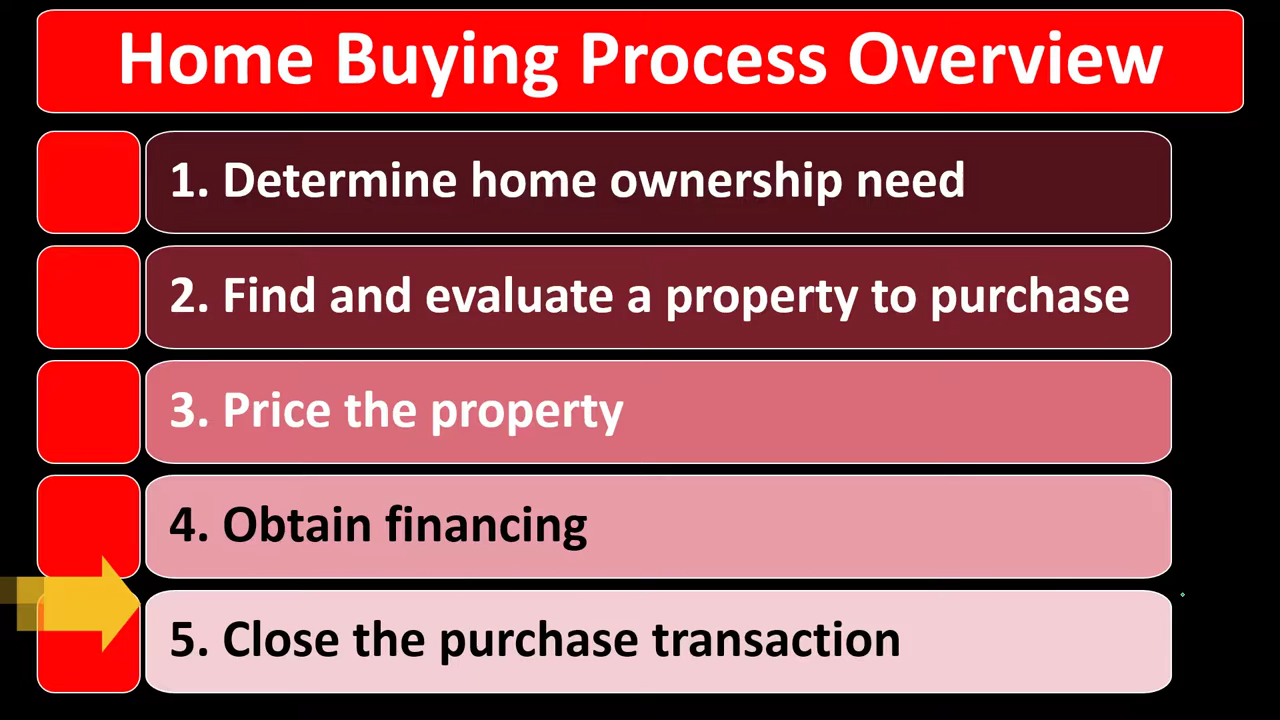 Home Buying Process Overview
1. Determine home ownership need
2. Find and evaluate a property to purchase
3. Price the property
4. Obtain financing
5. Close the purchase transaction